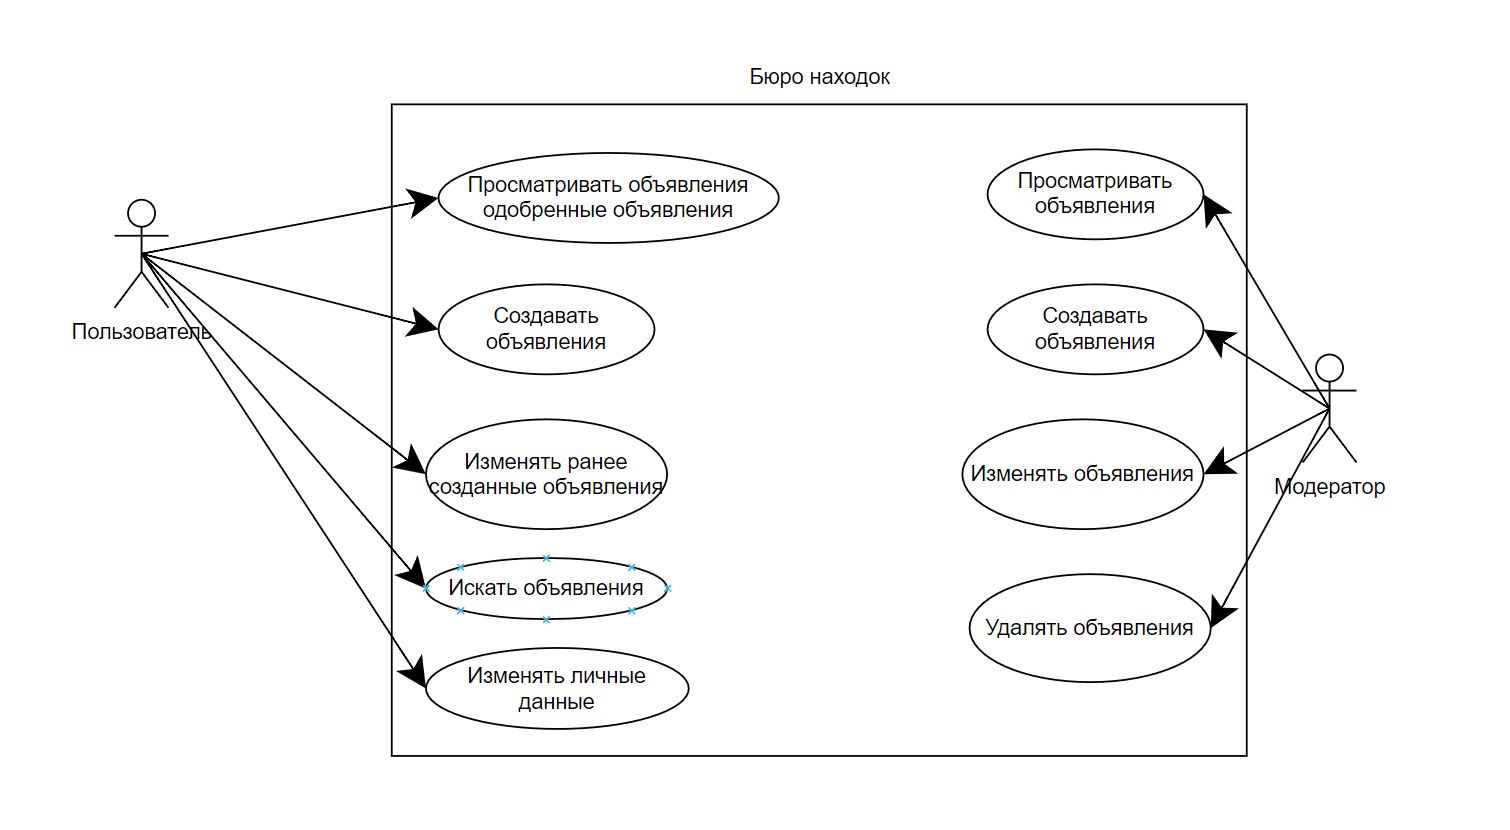 Бюро находок
Просматривать объявления
одобренные объявления
Создавать
объявления
Изменять ранее
созданные объявления
Искать объявления
Изменять личные
данные
Пользователь
Просматривать
объявления
Создавать
объявления
Изменять объявления
Удалять объявления
Модератор